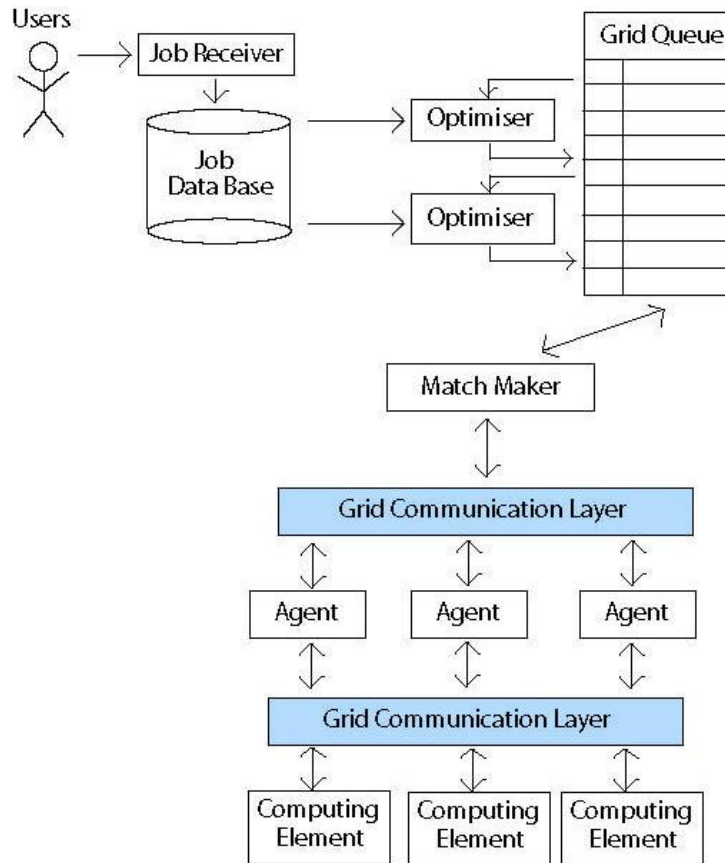 Users
Job Receiver
Grid Queue
Optimiser
Job
Data Base
Optimiser
Match Maker
Grid Communication Layer
Agent
Agent
Agent
Grid Communication Layer
Computing
Element
Computing
Element
Computing
Element